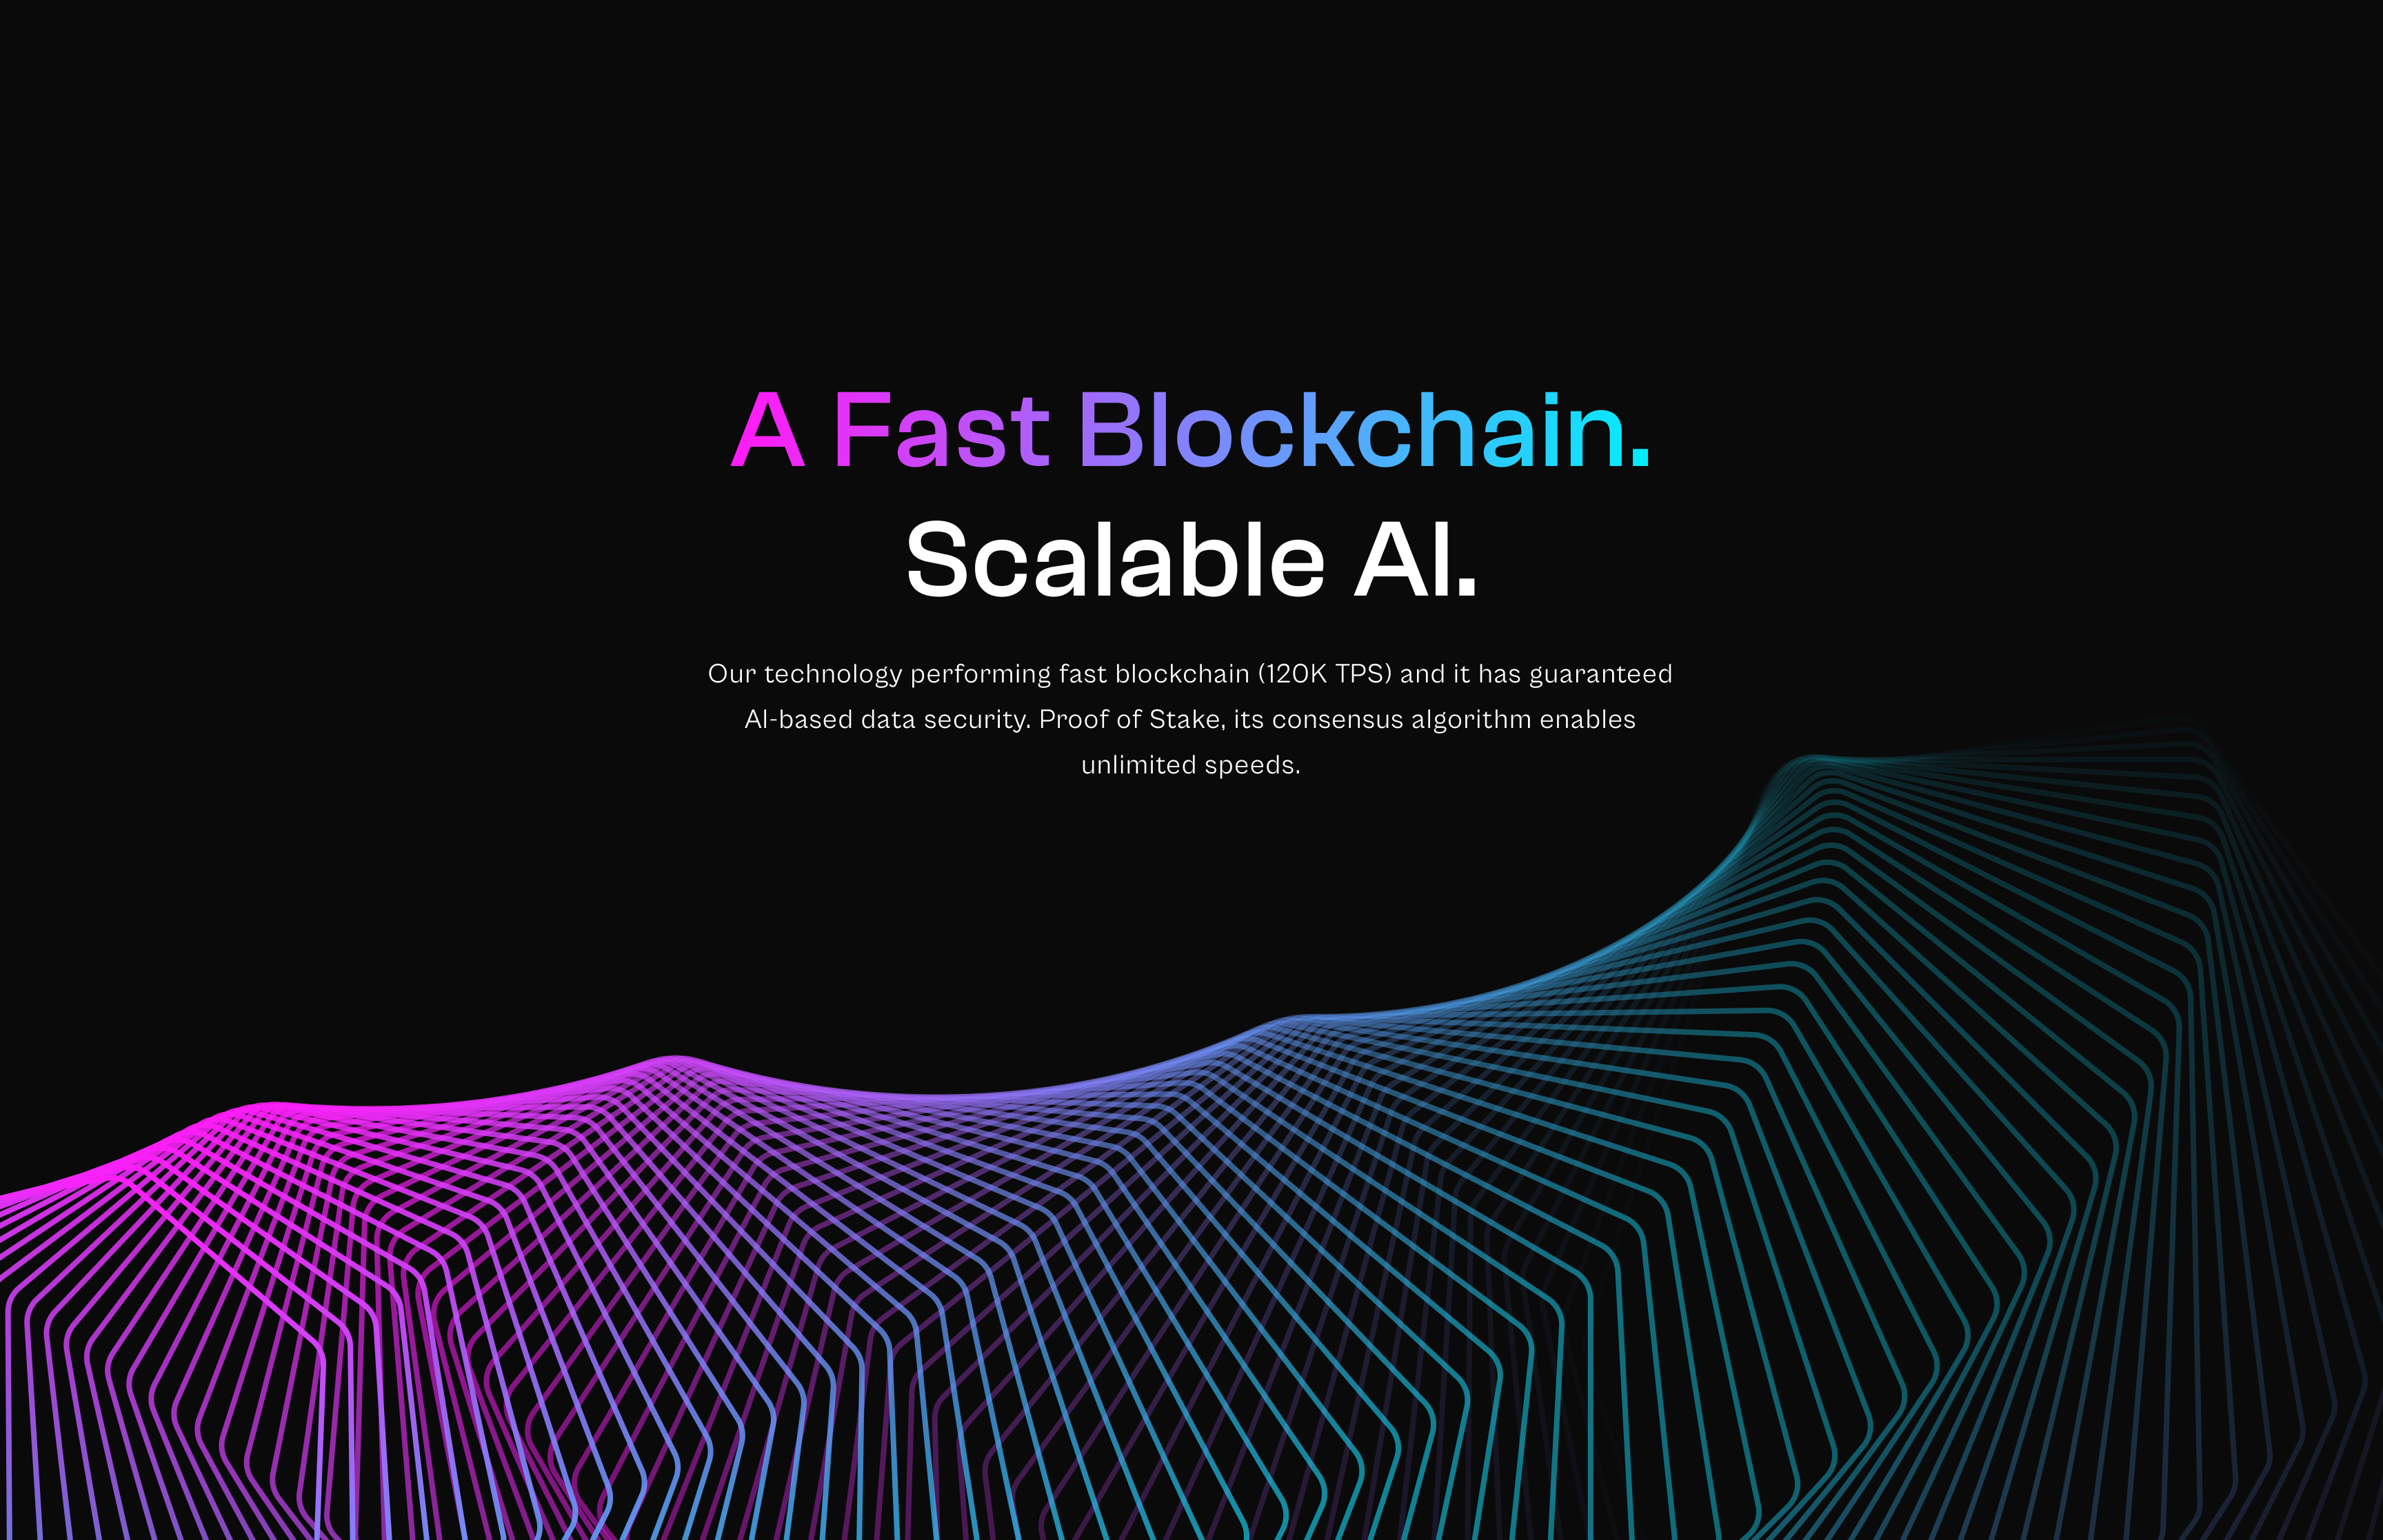 A Fast Blockchain.
Scalable AI.
Our technology performing fast blockchain (120K TPS) and it has guaranteed
AI-based data security. Proof of Stake, its consensus algorithm enables
unlimited speeds.